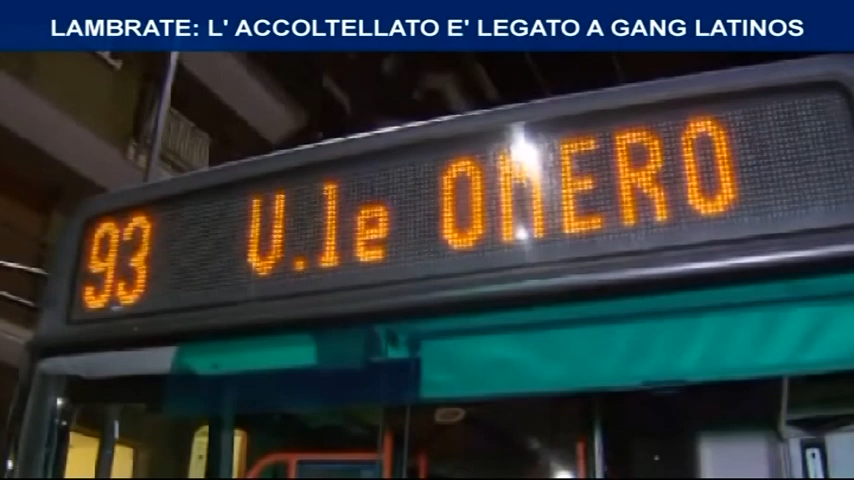 LAMBRATE: L' ACCOLTELLATO E' LEGATO A GANG LATINOS
93 V.le OMERO